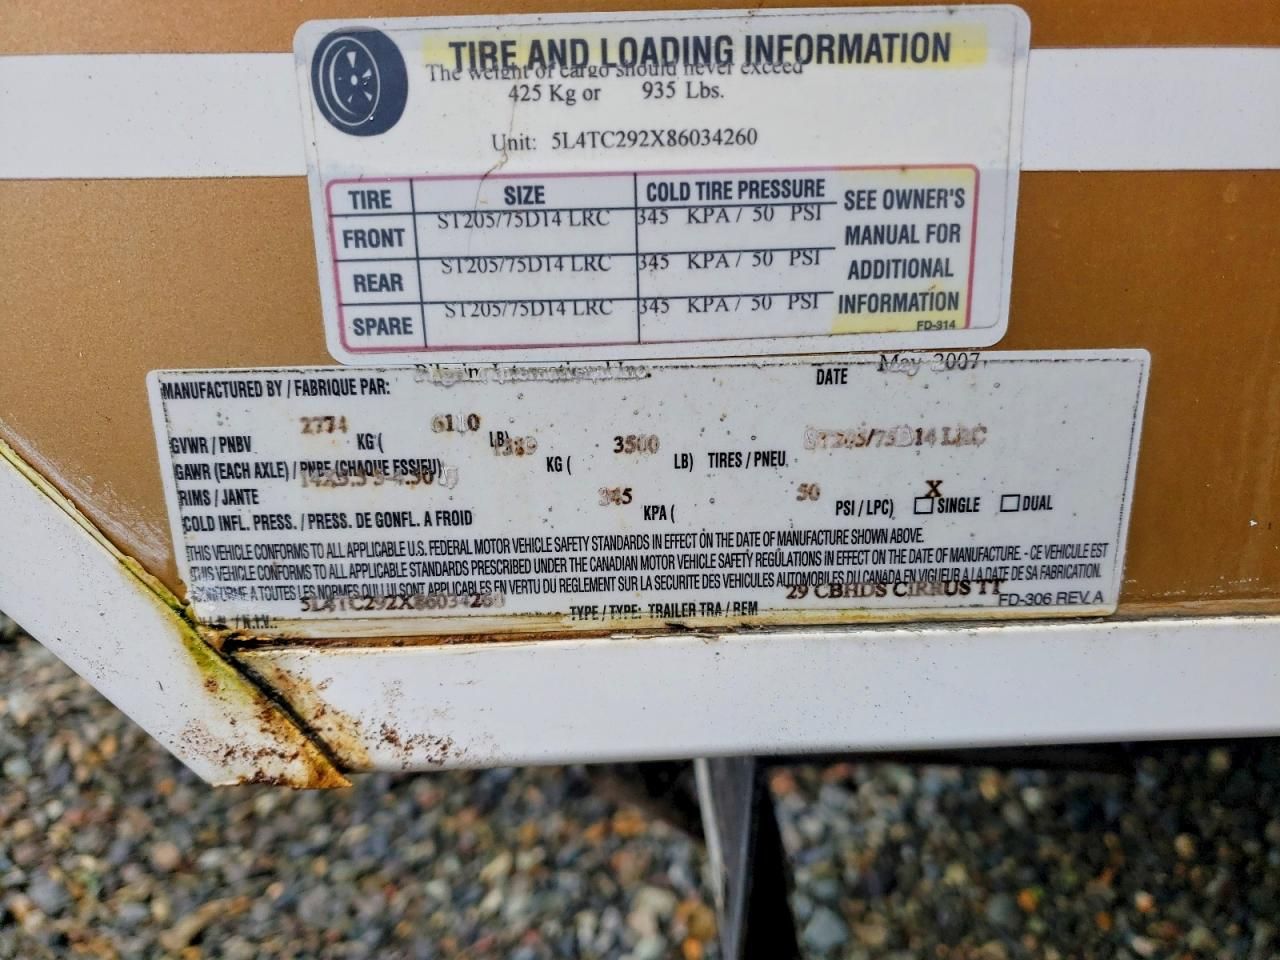 TIRE AND LOADING INFORMATION
The weight of cargo should never exceed
425 Kg or 935 Lbs.
Unit: 5L4TC292X86034260
TIRE SIZE COLD TIRE PRESSURE
FRONT ST205/75D14 LRC 345 KPA / 50 PSI
REAR ST205/75D14 LRC 345 KPA / 50 PSI
SPARE ST205/75D14 LRC 345 KPA / 50 PSI
SEE OWNER'S
MANUAL FOR
ADDITIONAL
INFORMATION
FD-314
MANUFACTURED BY / FABRIQUE PAR: International Inc. DATE May 2007
GVWR / PNBV 2774 KG ( 6110 LB)
GAWR (EACH AXLE) / PNBE (CHAQUE ESSIEU) 1589 KG ( 3500 LB) TIRES / PNEU ST205/75D14 LRC
RIMS / JANTE
COLD INFL. PRESS. / PRESS. DE GONFL. A FROID 345 KPA ( 50 PSI / LPC) X SINGLE DUAL
THIS VEHICLE CONFORMS TO ALL APPLICABLE U.S. FEDERAL MOTOR VEHICLE SAFETY STANDARDS IN EFFECT ON THE DATE OF MANUFACTURE SHOWN ABOVE.
THIS VEHICLE CONFORMS TO ALL APPLICABLE STANDARDS PRESCRIBED UNDER THE CANADIAN MOTOR VEHICLE SAFETY REGULATIONS IN EFFECT ON THE DATE OF MANUFACTURE. - CE VEHICULE EST
CONFORME A TOUTES LES NORMES QUI LUI SONT APPLICABLES EN VERTU DU REGLEMENT SUR LA SECURITE DES VEHICULES AUTOMOBILES DU CANADA EN VIGUEUR A LA DATE DE SA FABRICATION.
/ N.I.V.: 5L4TC292X86034260 TYPE / TYPE: TRAILER TRA / REM 29 CBHDS CIRRUS TT
FD-306 REV A